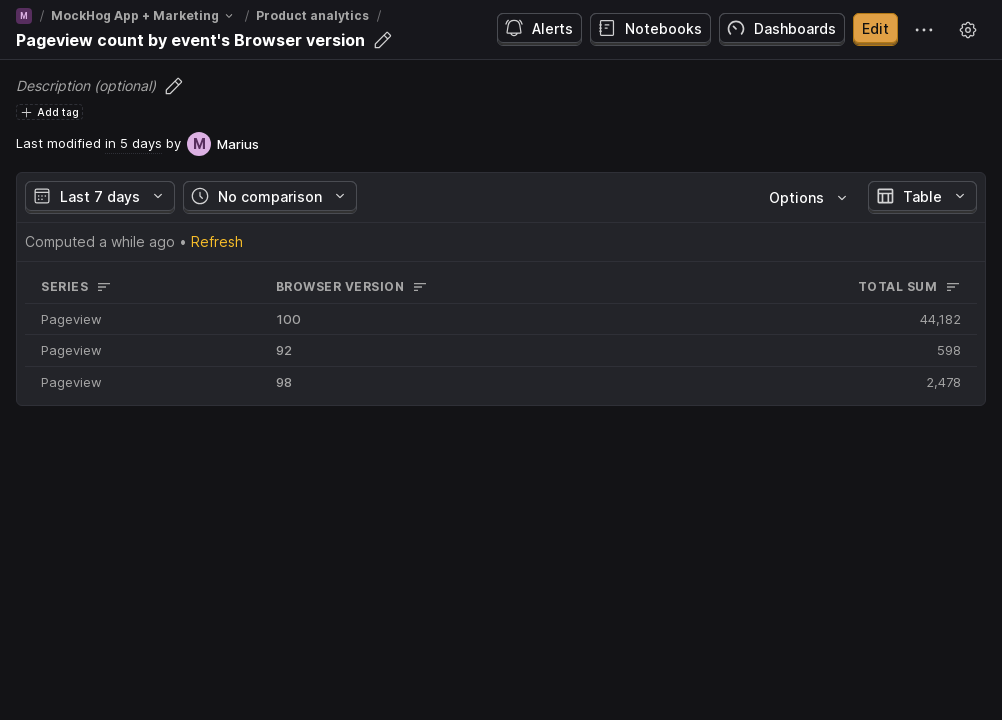 M / MockHog App + Marketing / Product analytics /
Pageview count by event's Browser version
Alerts Notebooks Dashboards Edit
Description (optional)
Add tag
Last modified in 5 days by M Marius
Last 7 days No comparison Options Table
Computed a while ago • Refresh
SERIES BROWSER VERSION TOTAL SUM
Pageview 100 44,182
Pageview 92 598
Pageview 98 2,478